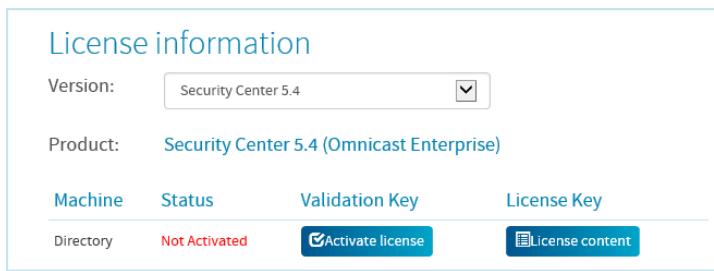 License information
Version: Security Center 5.4
Product: Security Center 5.4 (Omnicast Enterprise)
Machine Status Validation Key License Key
Directory Not Activated Activate license License content